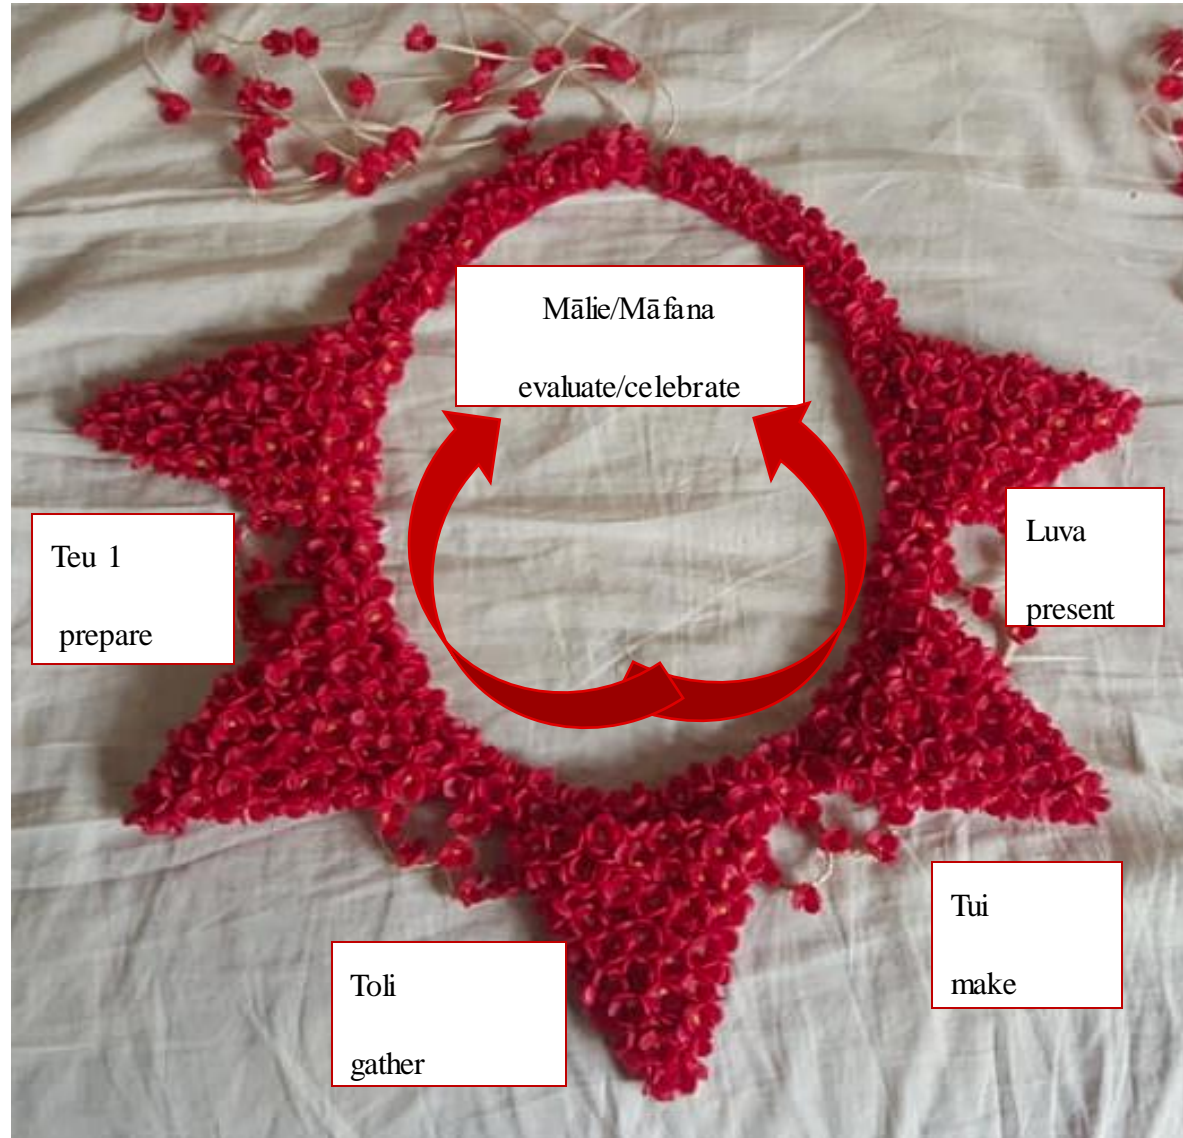 Mālie/Māfana
evaluate/celebrate
Teu 1
prepare
Luva
present
Tui
make
Toli
gather